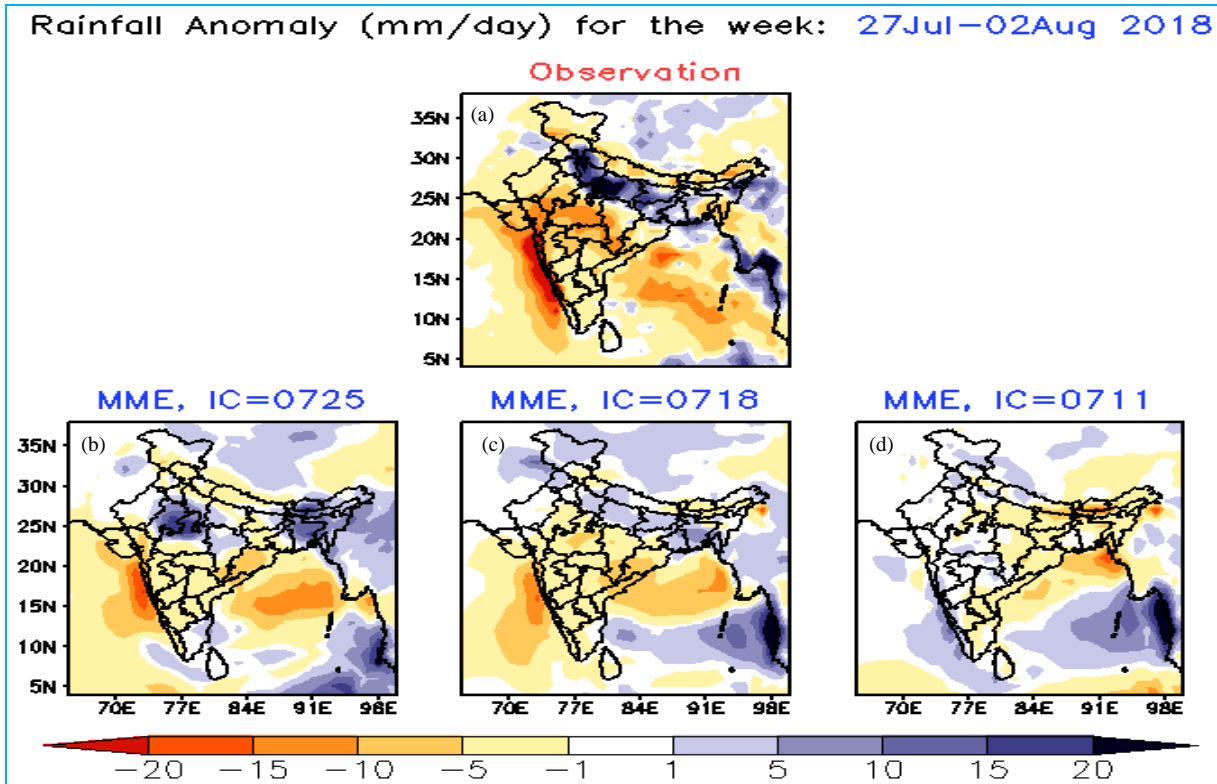 Rainfall Anomaly (mm/day) for the week: 27Jul-02Aug 2018
Observation
(a)
35N
30N
25N
20N
15N
10N
5N
MME, IC=0725
MME, IC=0718
MME, IC=0711
(b)
(c)
(d)
35N
30N
25N
20N
15N
10N
5N
70E 77E 84E 91E 98E
70E 77E 84E 91E 98E
70E 77E 84E 91E 98E
-20 -15 -10 -5 -1 1 5 10 15 20